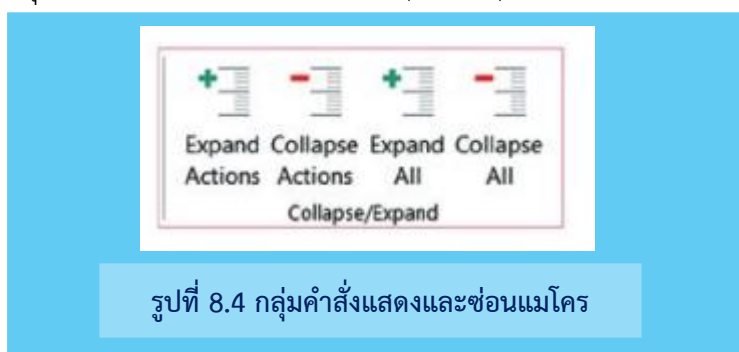 Expand Collapse Expand Collapse
Actions Actions All All
Collapse/Expand
รูปที่ 8.4 กลุ่มคำสั่งแสดงและซ่อนแมโคร